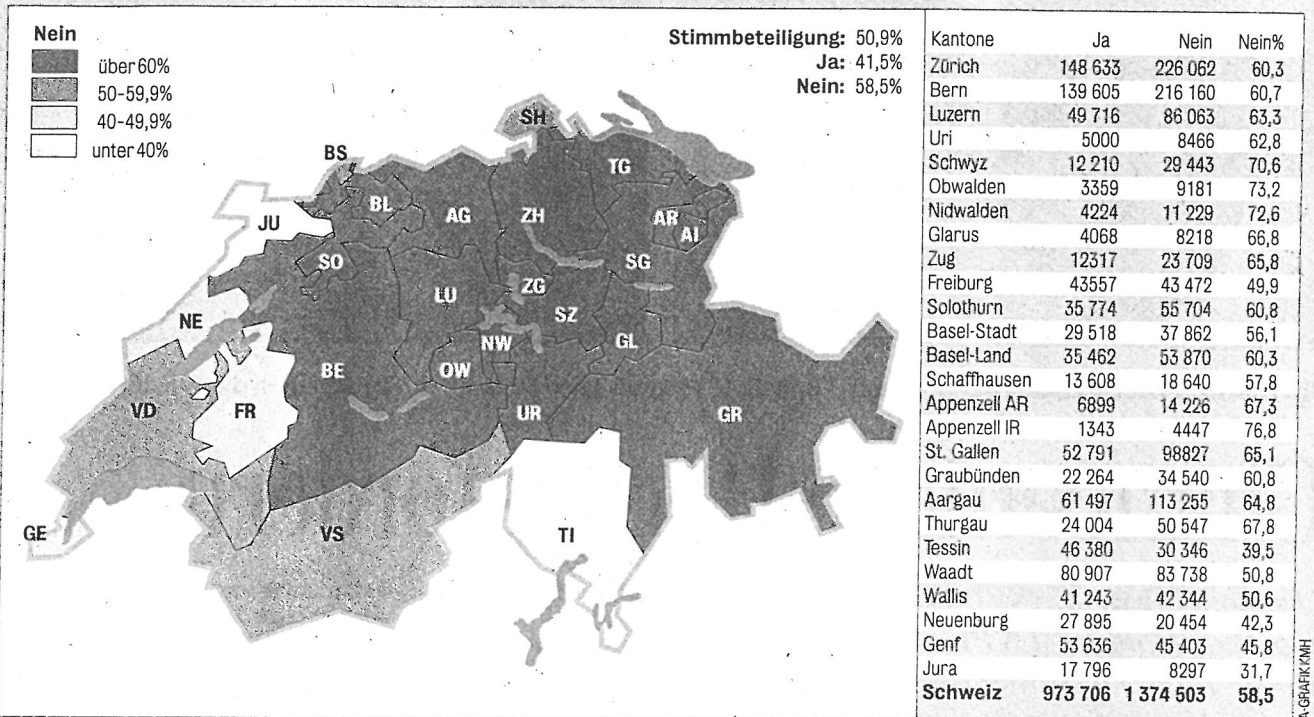 Nein
über 60%
50-59,9%
40-49,9%
unter 40%
Stimmbeteiligung: 50,9%
Ja: 41,5%
Nein: 58,5%
SH
BS
TG
BL
AG
ZH
AR
AI
JU
SO
SG
LU
ZG
SZ
NE
NW
GL
BE
OW
VD
FR
UR
GR
GE
VS
TI
Kantone Ja Nein Nein%
Zürich 148 633 226 062 60,3
Bern 139 605 216 160 60,7
Luzern 49 716 86 063 63,3
Uri 5000 8466 62,8
Schwyz 12 210 29 443 70,6
Obwalden 3359 9181 73,2
Nidwalden 4224 11 229 72,6
Glarus 4068 8218 66,8
Zug 12317 23 709 65,8
Freiburg 43557 43 472 49,9
Solothurn 35 774 55 704 60,8
Basel-Stadt 29 518 37 862 56,1
Basel-Land 35 462 53 870 60,3
Schaffhausen 13 608 18 640 57,8
Appenzell AR 6899 14 226 67,3
Appenzell IR 1343 4447 76,8
St. Gallen 52 791 98827 65,1
Graubünden 22 264 34 540 60,8
Aargau 61 497 113 255 64,8
Thurgau 24 004 50 547 67,8
Tessin 46 380 30 346 39,5
Waadt 80 907 83 738 50,8
Wallis 41 243 42 344 50,6
Neuenburg 27 895 20 454 42,3
Genf 53 636 45 403 45,8
Jura 17 796 8297 31,7
Schweiz 973 706 1 374 503 58,5
A-GRAFIK KMH